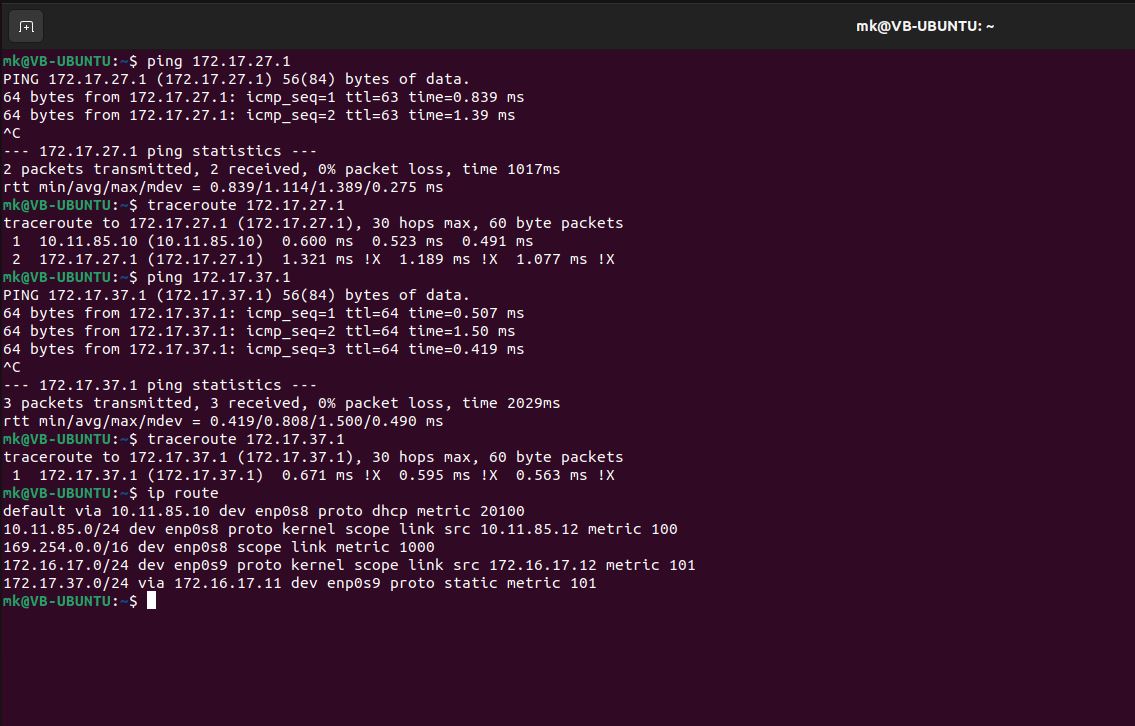 mk@VB-UBUNTU: ~
mk@VB-UBUNTU:~$ ping 172.17.27.1
PING 172.17.27.1 (172.17.27.1) 56(84) bytes of data.
64 bytes from 172.17.27.1: icmp_seq=1 ttl=63 time=0.839 ms
64 bytes from 172.17.27.1: icmp_seq=2 ttl=63 time=1.39 ms
^C
--- 172.17.27.1 ping statistics ---
2 packets transmitted, 2 received, 0% packet loss, time 1017ms
rtt min/avg/max/mdev = 0.839/1.114/1.389/0.275 ms
mk@VB-UBUNTU:~$ traceroute 172.17.27.1
traceroute to 172.17.27.1 (172.17.27.1), 30 hops max, 60 byte packets
 1  10.11.85.10 (10.11.85.10)  0.600 ms  0.523 ms  0.491 ms
 2  172.17.27.1 (172.17.27.1)  1.321 ms !X  1.189 ms !X  1.077 ms !X
mk@VB-UBUNTU:~$ ping 172.17.37.1
PING 172.17.37.1 (172.17.37.1) 56(84) bytes of data.
64 bytes from 172.17.37.1: icmp_seq=1 ttl=64 time=0.507 ms
64 bytes from 172.17.37.1: icmp_seq=2 ttl=64 time=1.50 ms
64 bytes from 172.17.37.1: icmp_seq=3 ttl=64 time=0.419 ms
^C
--- 172.17.37.1 ping statistics ---
3 packets transmitted, 3 received, 0% packet loss, time 2029ms
rtt min/avg/max/mdev = 0.419/0.808/1.500/0.490 ms
mk@VB-UBUNTU:~$ traceroute 172.17.37.1
traceroute to 172.17.37.1 (172.17.37.1), 30 hops max, 60 byte packets
 1  172.17.37.1 (172.17.37.1)  0.671 ms !X  0.595 ms !X  0.563 ms !X
mk@VB-UBUNTU:~$ ip route
default via 10.11.85.10 dev enp0s8 proto dhcp metric 20100
10.11.85.0/24 dev enp0s8 proto kernel scope link src 10.11.85.12 metric 100
169.254.0.0/16 dev enp0s8 scope link metric 1000
172.16.17.0/24 dev enp0s9 proto kernel scope link src 172.16.17.12 metric 101
172.17.37.0/24 via 172.16.17.11 dev enp0s9 proto static metric 101
mk@VB-UBUNTU:~$